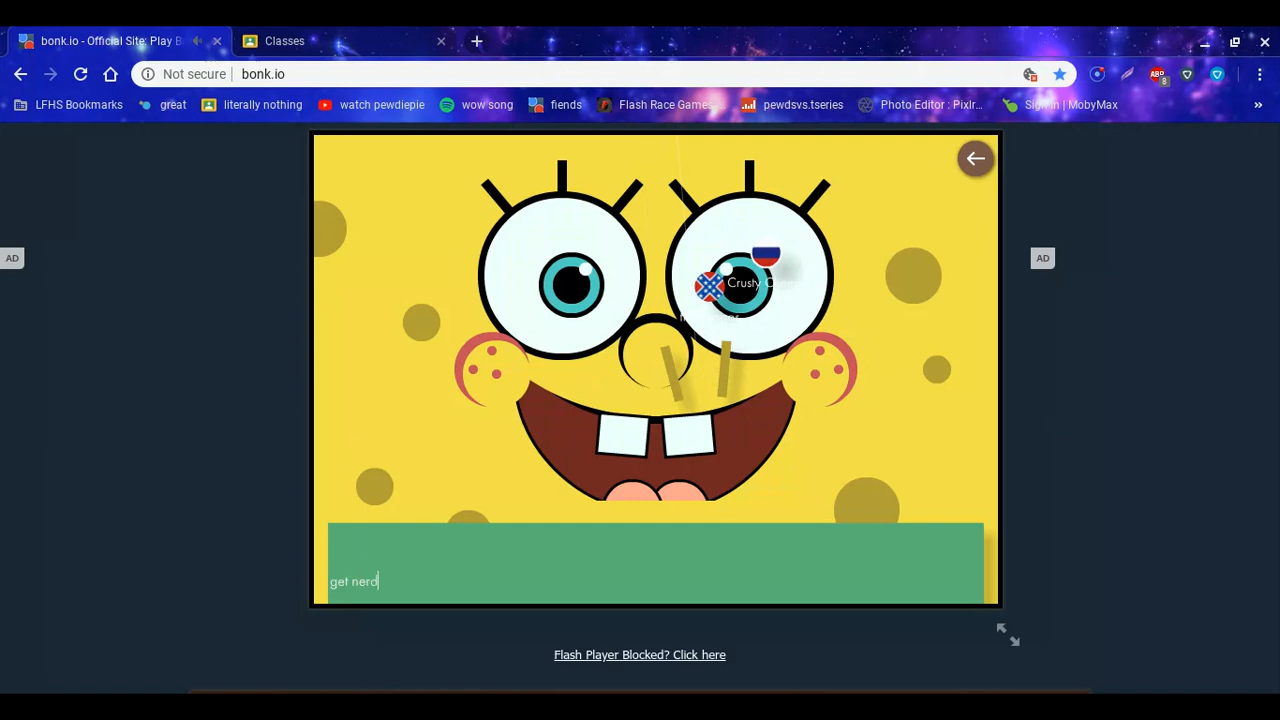 bonk.io - Official Site: Play B
Classes
Not secure
bonk.io
8
LFHS Bookmarks
great
literally nothing
watch pewdiepie
wow song
fiends
Flash Race Games
pewdsvs.tseries
Photo Editor : Pixlr...
Sign In | MobyMax
»
AD
AD
Crusty
get nerd
Flash Player Blocked? Click here